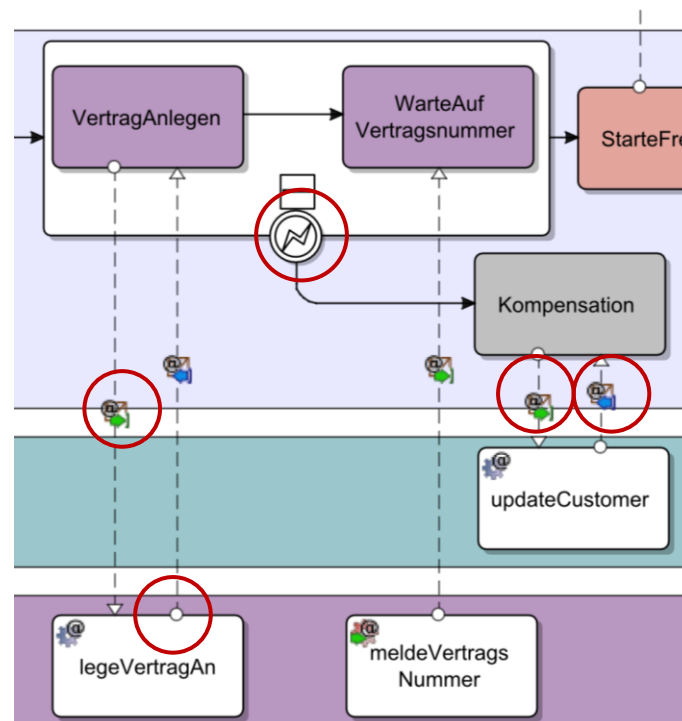 VertragAnlegen
WarteAuf
Vertragsnummer
StarteFre
Kompensation
@
@
@
@
@
@
updateCustomer
@
legeVertragAn
@
meldeVertrags
Nummer